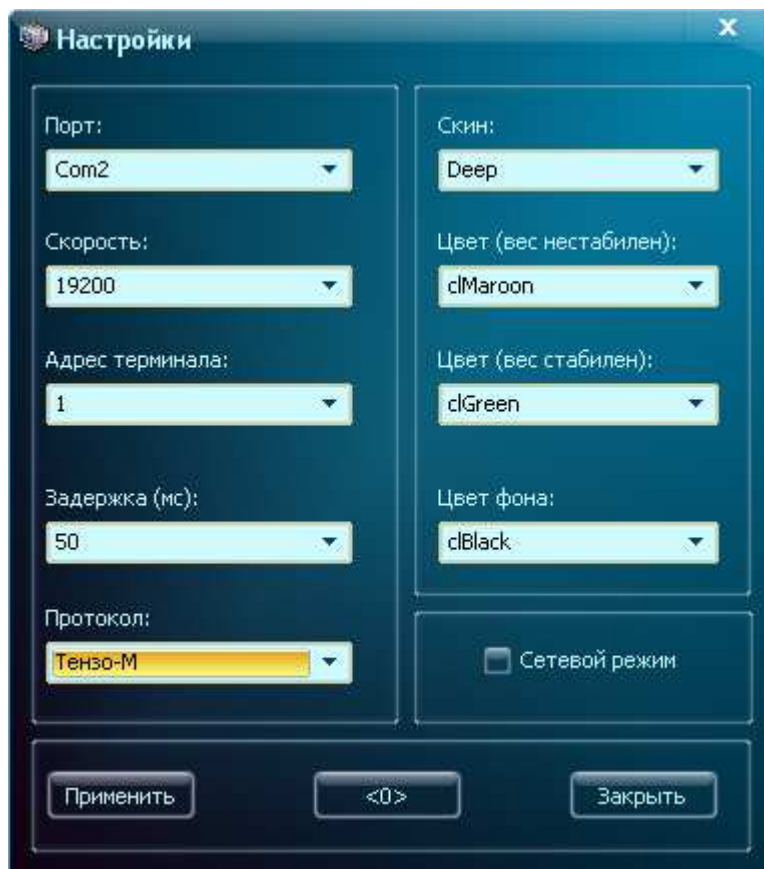 Настройки
Порт:
Com2
Скорость:
19200
Адрес терминала:
1
Задержка (мс):
50
Протокол:
Тензо-М
Скин:
Deep
Цвет (вес нестабилен):
clMaroon
Цвет (вес стабилен):
clGreen
Цвет фона:
clBlack
Сетевой режим
Применить
<0>
Закрыть